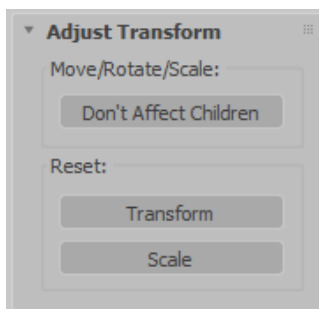 Adjust Transform
Move/Rotate/Scale:
Don't Affect Children
Reset:
Transform
Scale